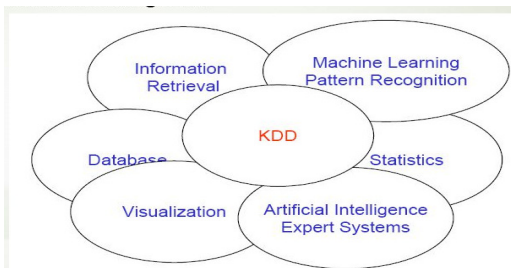 Information
Retrieval
Machine Learning
Pattern Recognition
KDD
Database
Statistics
Visualization
Artificial Intelligence
Expert Systems